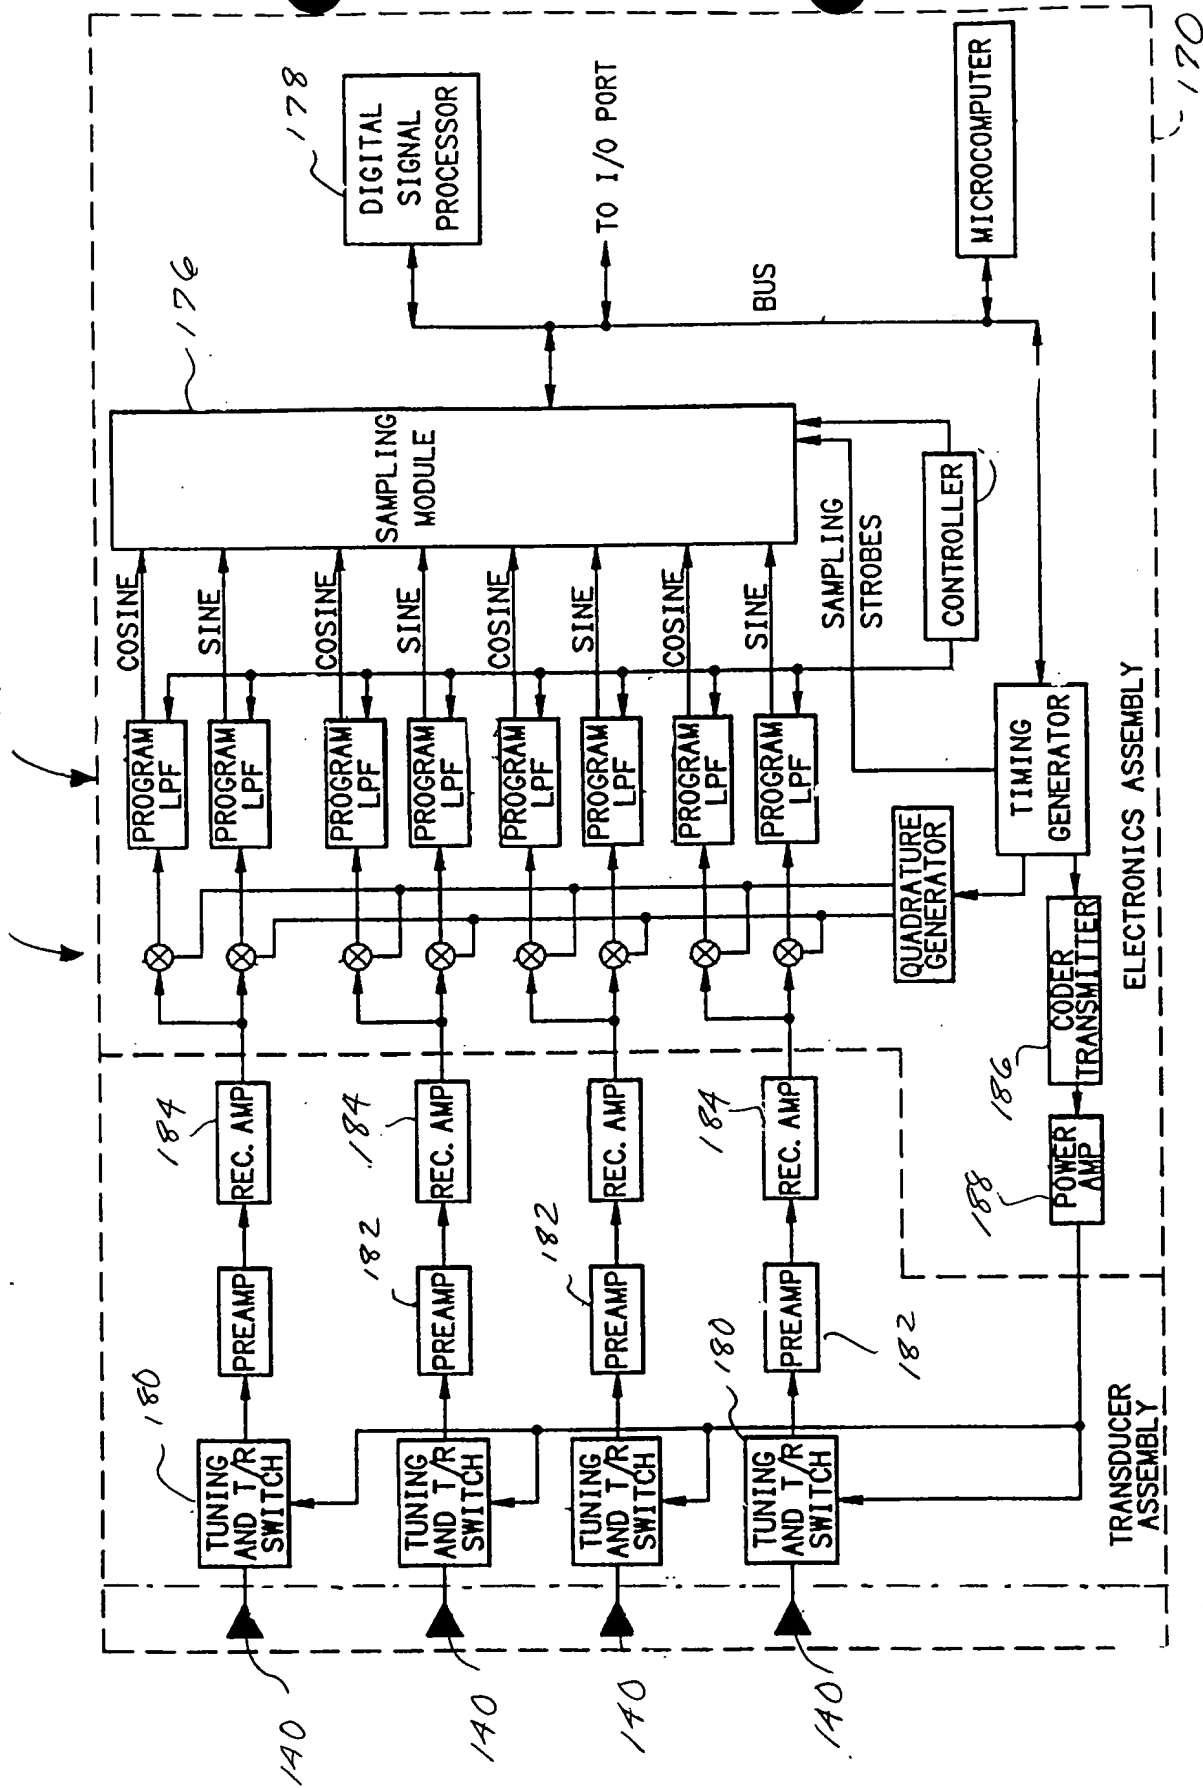 170
178
DIGITAL
SIGNAL
PROCESSOR
TO I/O PORT
MICROCOMPUTER
BUS
176
SAMPLING
MODULE
COSINE
SINE
COSINE
SINE
COSINE
SINE
COSINE
SINE
SAMPLING
STROBES
CONTROLLER
PROGRAM
LPF
PROGRAM
LPF
PROGRAM
LPF
PROGRAM
LPF
PROGRAM
LPF
PROGRAM
LPF
PROGRAM
LPF
PROGRAM
LPF
QUADRATURE
GENERATOR
TIMING
GENERATOR
ELECTRONICS ASSEMBLY
186
CODER
TRANSMITTER
188
POWER
AMP
184
REC. AMP
184
REC. AMP
REC. AMP
184
REC. AMP
PREAMP
182
PREAMP
182
PREAMP
PREAMP
182
180
TUNING
AND T/R
SWITCH
TUNING
AND T/R
SWITCH
TUNING
AND T/R
SWITCH
180
TUNING
AND T/R
SWITCH
TRANSDUCER
ASSEMBLY
140
140
140
140